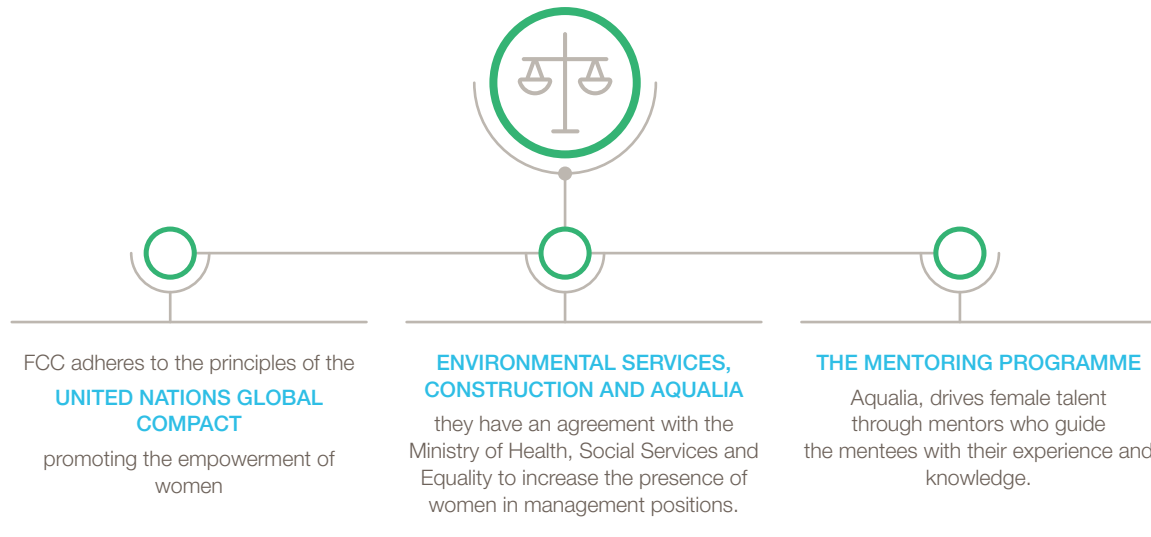 FCC adheres to the principles of the
UNITED NATIONS GLOBAL
COMPACT
promoting the empowerment of
women
ENVIRONMENTAL SERVICES,
CONSTRUCTION AND AQUALIA
they have an agreement with the
Ministry of Health, Social Services and
Equality to increase the presence of
women in management positions.
THE MENTORING PROGRAMME
Aqualia, drives female talent
through mentors who guide
the mentees with their experience and
knowledge.